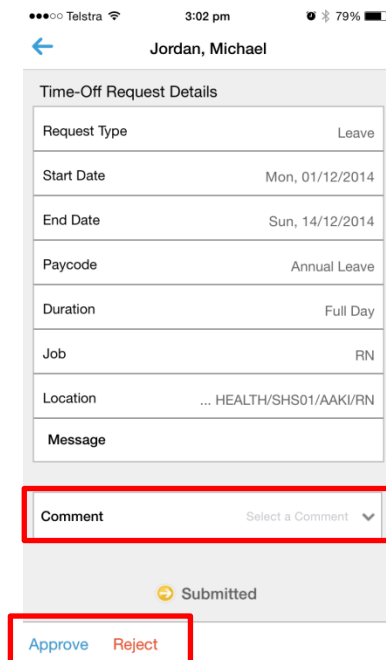 Telstra 3:02 pm 79%
Jordan, Michael
Time-Off Request Details
Request Type Leave
Start Date Mon, 01/12/2014
End Date Sun, 14/12/2014
Paycode Annual Leave
Duration Full Day
Job RN
Location ... HEALTH/SHS01/AAKI/RN
Message
Comment Select a Comment
Submitted
Approve Reject